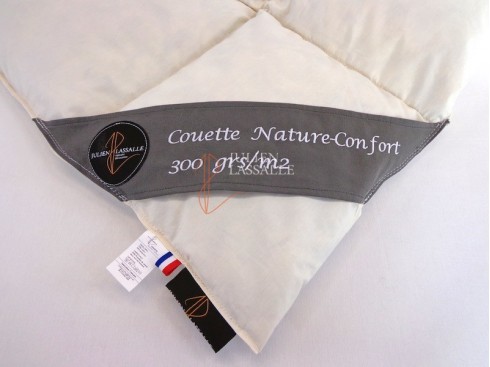 Couette Nature-Confort
300 grs/m2
JULIEN LASSALLE
JULIEN
LASSALLE